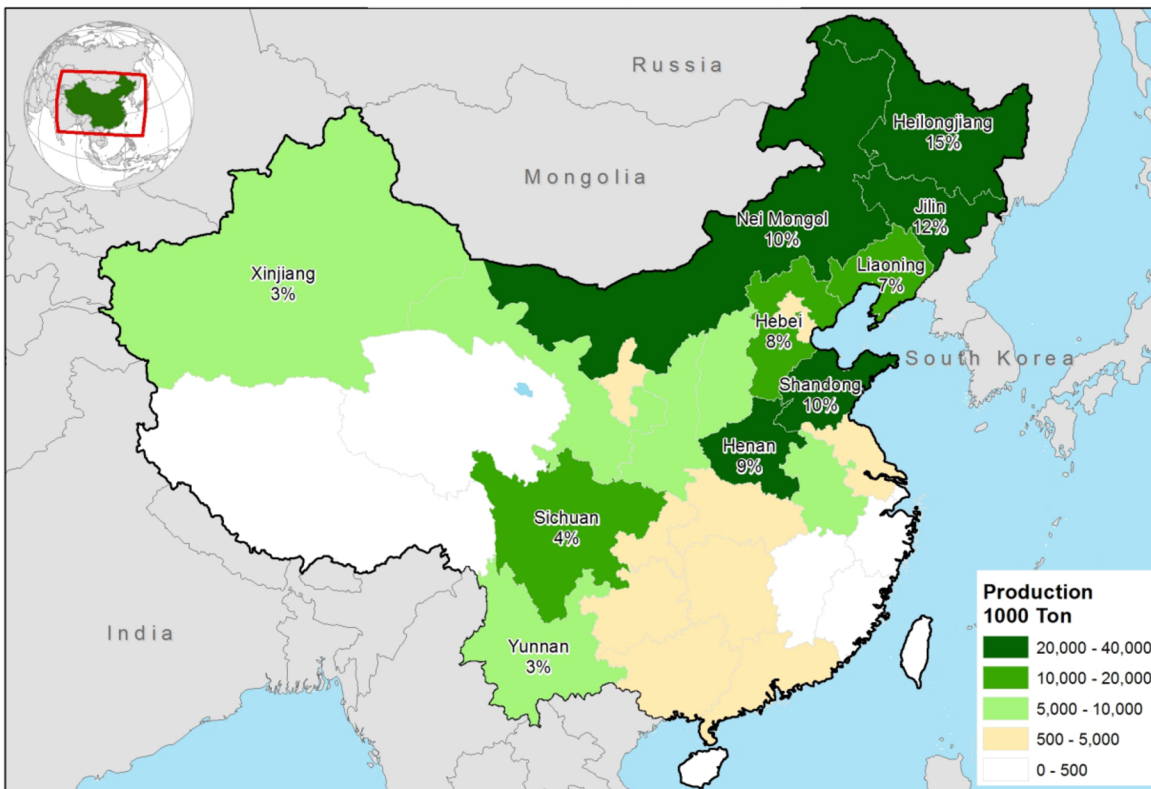 Russia
Heilongjiang
15%
Mongolia
Jilin
12%
Nei Mongol
10%
Liaoning
7%
Xinjiang
3%
Hebei
8%
South Korea
Shandong
10%
Henan
9%
Sichuan
4%
India
Yunnan
3%
Production
1000 Ton
20,000 - 40,000
10,000 - 20,000
5,000 - 10,000
500 - 5,000
0 - 500